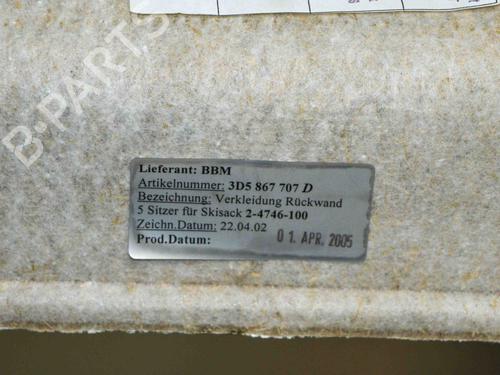 B-PARTS
Lieferant: BBM
Artikelnummer: 3D5 867 707 D
Bezeichnung: Verkleidung Rückwand
5 Sitzer für Skisack 2-4746-100
Zeichn.Datum: 22.04.02
Prod.Datum: 01. APR. 2005